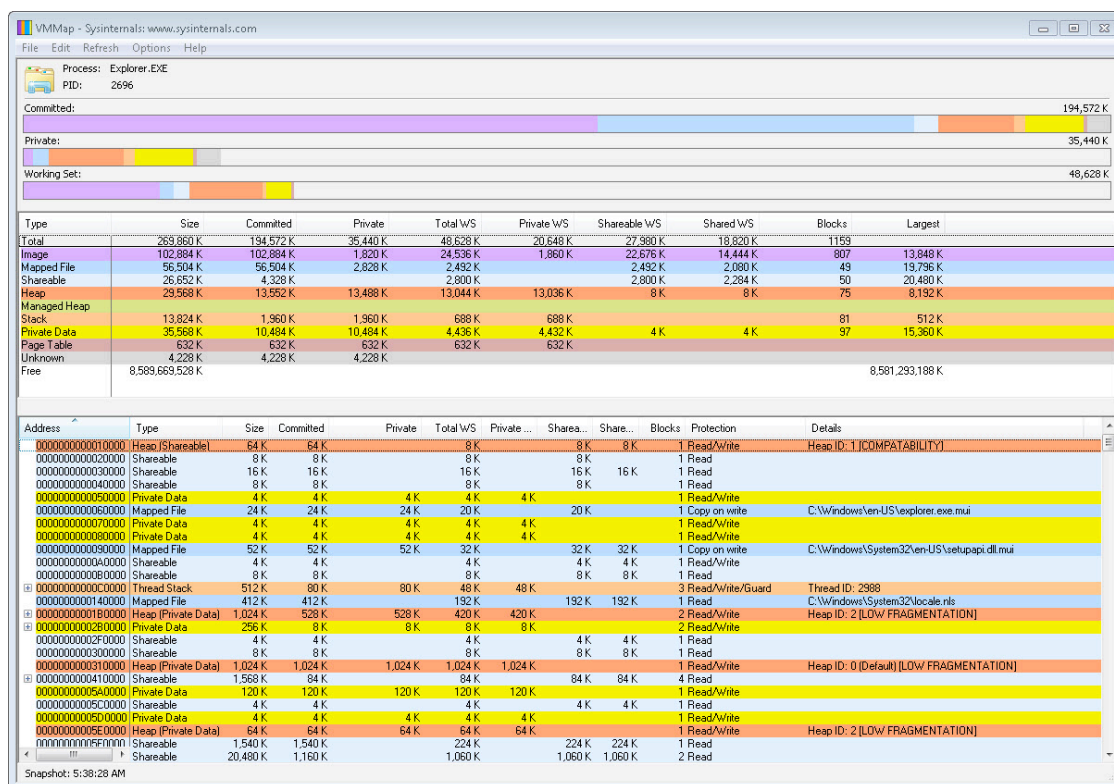 VMMap - Sysinternals: www.sysinternals.com
File Edit Refresh Options Help
Process: Explorer.EXE
PID: 2696
Committed: 194,572 K
Private: 35,440 K
Working Set: 48,628 K
Type Size Committed Private Total WS Private WS Shareable WS Shared WS Blocks Largest
Total 269,860 K 194,572 K 35,440 K 48,628 K 20,648 K 27,980 K 18,820 K 1159
Image 102,884 K 102,884 K 1,820 K 24,536 K 1,860 K 22,676 K 14,444 K 807 13,848 K
Mapped File 56,504 K 56,504 K 2,828 K 2,492 K 2,492 K 2,080 K 49 19,796 K
Shareable 26,652 K 4,328 K 2,800 K 2,800 K 2,284 K 50 20,480 K
Heap 29,568 K 13,552 K 13,488 K 13,044 K 13,036 K 8 K 8 K 75 8,192 K
Managed Heap
Stack 13,824 K 1,960 K 1,960 K 688 K 688 K 81 512 K
Private Data 35,568 K 10,484 K 10,484 K 4,436 K 4,432 K 4 K 4 K 97 15,360 K
Page Table 632 K 632 K 632 K 632 K 632 K
Unknown 4,228 K 4,228 K 4,228 K
Free 8,589,669,528 K 8,581,293,188 K
Address Type Size Committed Private Total WS Private ... Sharea... Share... Blocks Protection Details
0000000000010000 Heap (Shareable) 64 K 64 K 8 K 8 K 8 K 1 Read/Write Heap ID: 1 [COMPATABILITY]
0000000000020000 Shareable 8 K 8 K 8 K 8 K 1 Read
0000000000030000 Shareable 16 K 16 K 16 K 16 K 16 K 1 Read
0000000000040000 Shareable 8 K 8 K 8 K 8 K 1 Read
0000000000050000 Private Data 4 K 4 K 4 K 4 K 4 K 1 Read/Write
0000000000060000 Mapped File 24 K 24 K 24 K 20 K 20 K 1 Copy on write C:\Windows\en-US\explorer.exe.mui
0000000000070000 Private Data 4 K 4 K 4 K 4 K 4 K 1 Read/Write
0000000000080000 Private Data 4 K 4 K 4 K 4 K 4 K 1 Read/Write
0000000000090000 Mapped File 52 K 52 K 52 K 32 K 32 K 32 K 1 Copy on write C:\Windows\System32\en-US\setupapi.dll.mui
00000000000A0000 Shareable 4 K 4 K 4 K 4 K 4 K 1 Read
00000000000B0000 Shareable 8 K 8 K 8 K 8 K 8 K 1 Read
00000000000C0000 Thread Stack 512 K 80 K 80 K 48 K 48 K 3 Read/Write/Guard Thread ID: 2988
0000000000140000 Mapped File 412 K 412 K 192 K 192 K 192 K 1 Read C:\Windows\System32\locale.nls
00000000001B0000 Heap (Private Data) 1,024 K 528 K 528 K 420 K 420 K 2 Read/Write Heap ID: 2 [LOW FRAGMENTATION]
00000000002B0000 Private Data 256 K 8 K 8 K 8 K 8 K 2 Read/Write
00000000002F0000 Shareable 4 K 4 K 4 K 4 K 4 K 1 Read
0000000000300000 Shareable 8 K 8 K 8 K 8 K 8 K 1 Read
0000000000310000 Heap (Private Data) 1,024 K 1,024 K 1,024 K 1,024 K 1,024 K 1 Read/Write Heap ID: 0 (Default) [LOW FRAGMENTATION]
0000000000410000 Shareable 1,568 K 84 K 84 K 84 K 84 K 4 Read
00000000005A0000 Private Data 120 K 120 K 120 K 120 K 120 K 1 Read/Write
00000000005C0000 Shareable 4 K 4 K 4 K 4 K 4 K 1 Read
00000000005D0000 Private Data 4 K 4 K 4 K 4 K 4 K 1 Read/Write
00000000005E0000 Heap (Private Data) 64 K 64 K 64 K 64 K 64 K 1 Read/Write Heap ID: 2 [LOW FRAGMENTATION]
00000000005F0000 Shareable 1,540 K 1,540 K 224 K 224 K 224 K 1 Read
Shareable 20,480 K 1,160 K 1,060 K 1,060 K 1,060 K 2 Read
Snapshot: 5:38:28 AM